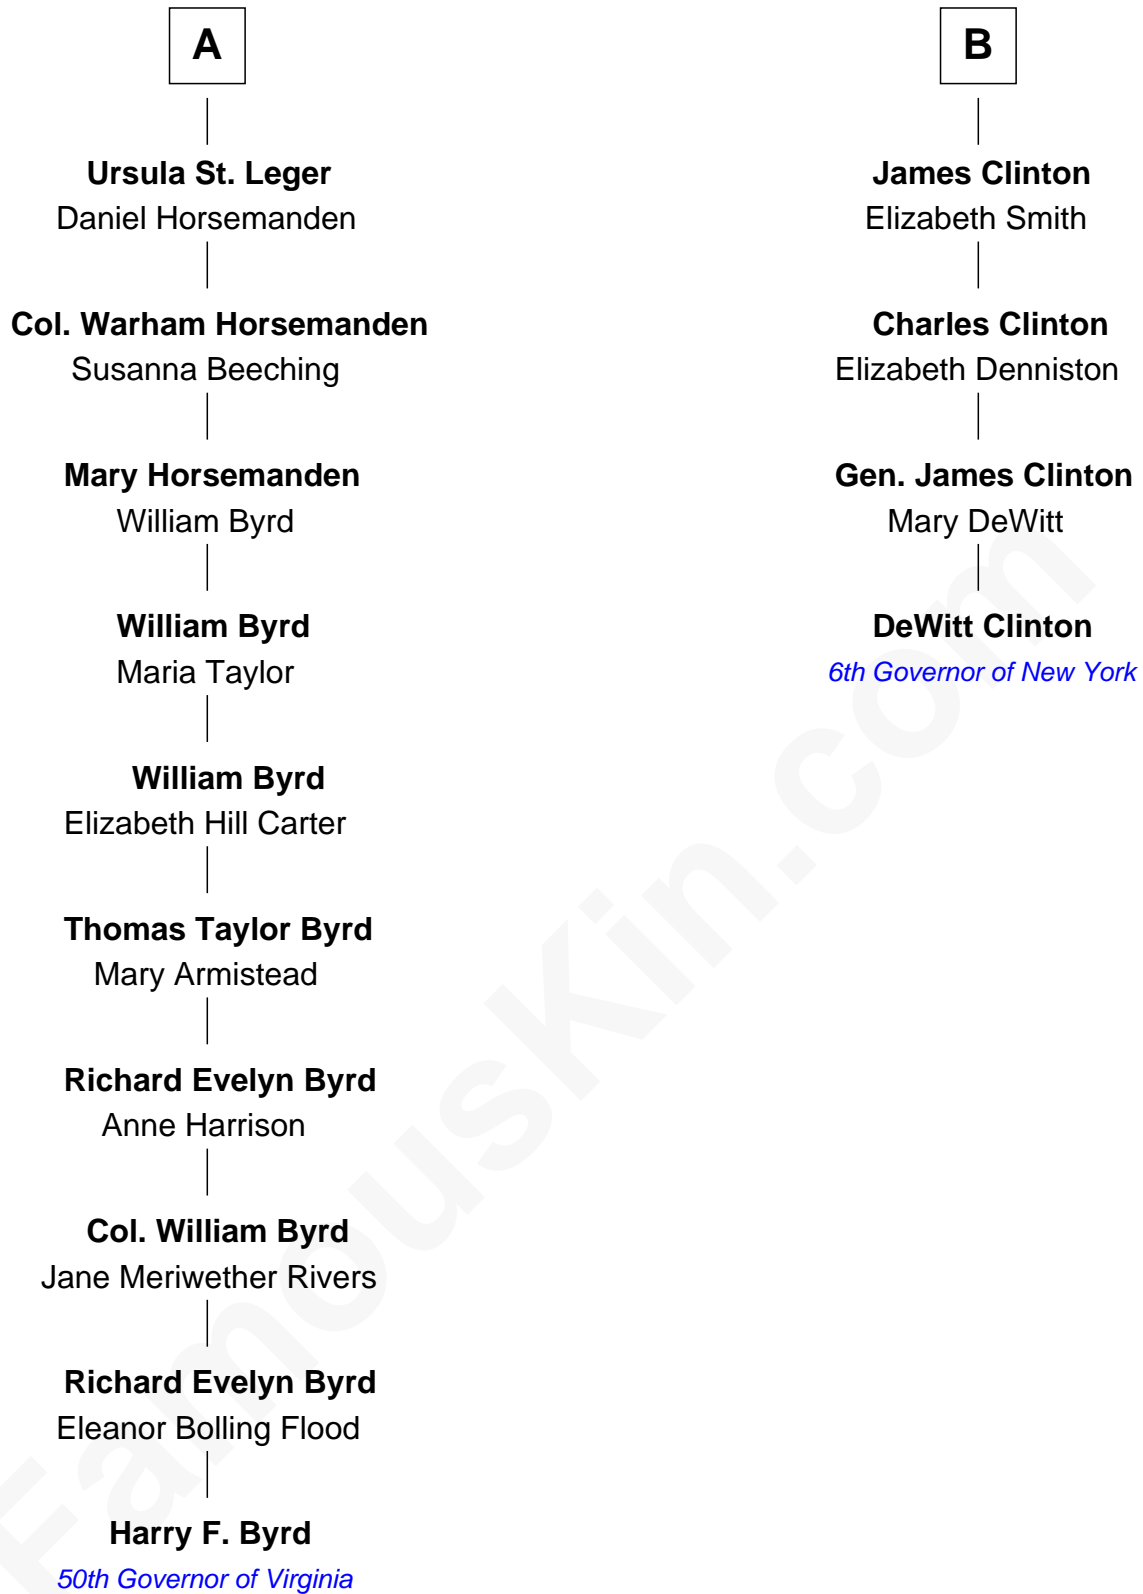 A
Ursula St. Leger
Daniel Horsemanden
Col. Warham Horsemanden
Susanna Beeching
Mary Horsemanden
William Byrd
William Byrd
Maria Taylor
William Byrd
Elizabeth Hill Carter
Thomas Taylor Byrd
Mary Armistead
Richard Evelyn Byrd
Anne Harrison
Col. William Byrd
Jane Meriwether Rivers
Richard Evelyn Byrd
Eleanor Bolling Flood
Harry F. Byrd
50th Governor of Virginia
B
James Clinton
Elizabeth Smith
Charles Clinton
Elizabeth Denniston
Gen. James Clinton
Mary DeWitt
DeWitt Clinton
6th Governor of New York
FamousKin.com